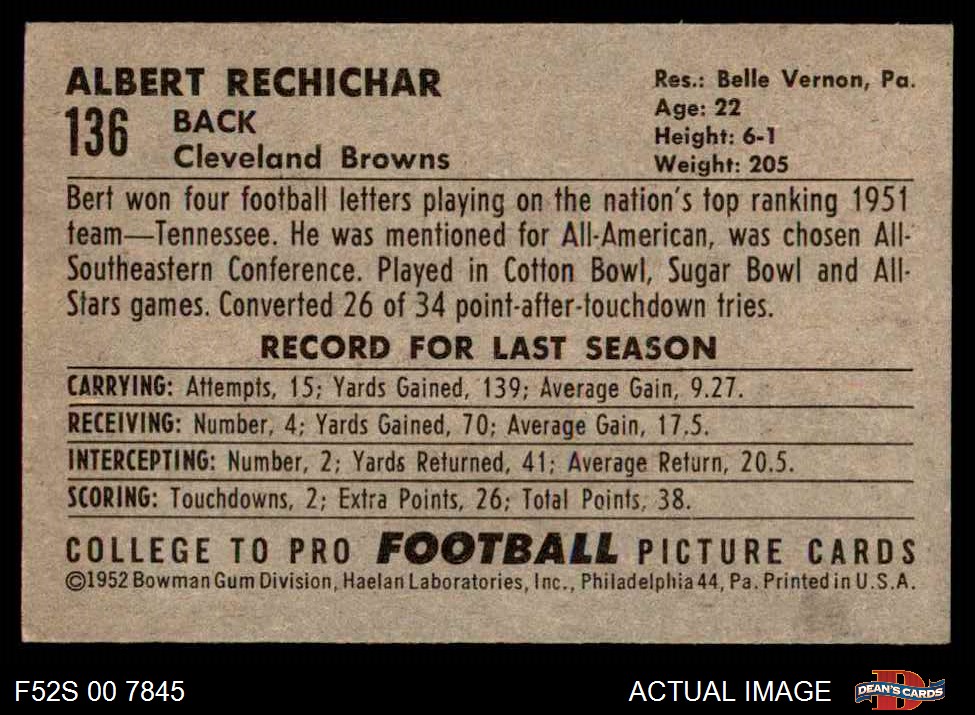 ALBERT RECHICHAR
136 BACK
Cleveland Browns
Res.: Belle Vernon, Pa.
Age: 22
Height: 6-1
Weight: 205
Bert won four football letters playing on the nation's top ranking 1951
team—Tennessee. He was mentioned for All-American, was chosen All-
Southeastern Conference. Played in Cotton Bowl, Sugar Bowl and All-
Stars games. Converted 26 of 34 point-after-touchdown tries.
RECORD FOR LAST SEASON
CARRYING: Attempts, 15; Yards Gained, 139; Average Gain, 9.27.
RECEIVING: Number, 4; Yards Gained, 70; Average Gain, 17.5.
INTERCEPTING: Number, 2; Yards Returned, 41; Average Return, 20.5.
SCORING: Touchdowns, 2; Extra Points, 26; Total Points, 38.
COLLEGE TO PRO FOOTBALL PICTURE CARDS
©1952 Bowman Gum Division, Haelan Laboratories, Inc., Philadelphia 44, Pa. Printed in U.S.A.
F52S 00 7845
ACTUAL IMAGE
DEAN'S CARDS